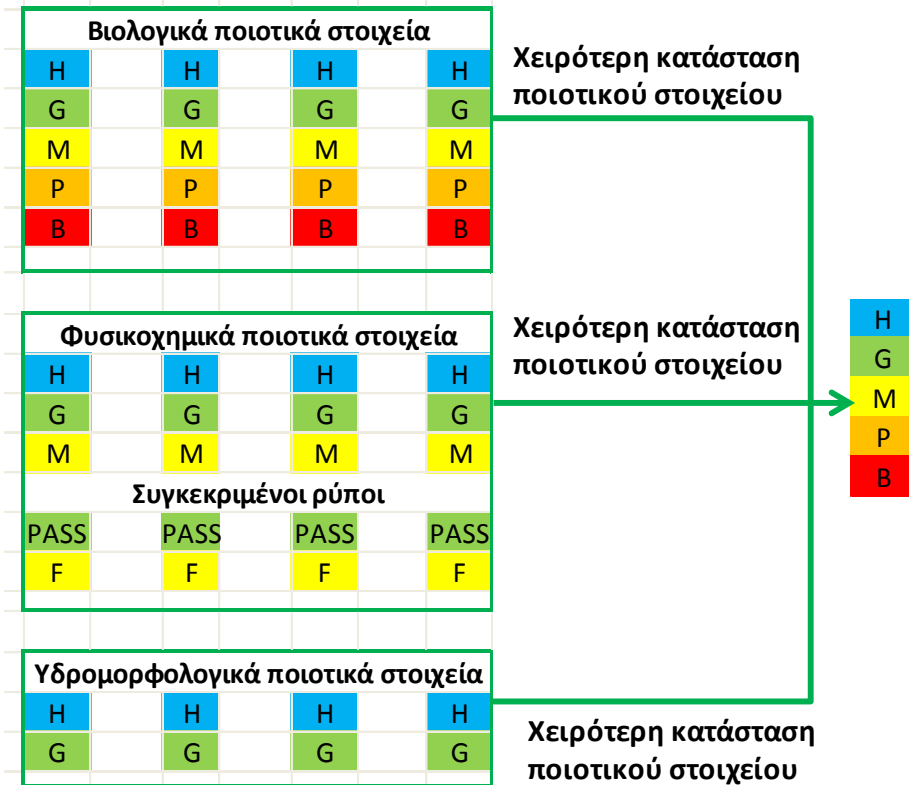 Βιολογικά ποιοτικά στοιχεία
H H H H
G G G G
M M M M
P P P P
B B B B
Χειρότερη κατάσταση
ποιοτικού στοιχείου
Φυσικοχημικά ποιοτικά στοιχεία
H H H H
G G G G
M M M M
Συγκεκριμένοι ρύποι
PASS PASS PASS PASS
F F F F
Χειρότερη κατάσταση
ποιοτικού στοιχείου
Υδρομορφολογικά ποιοτικά στοιχεία
H H H H
G G G G
Χειρότερη κατάσταση
ποιοτικού στοιχείου
H
G
M
P
B